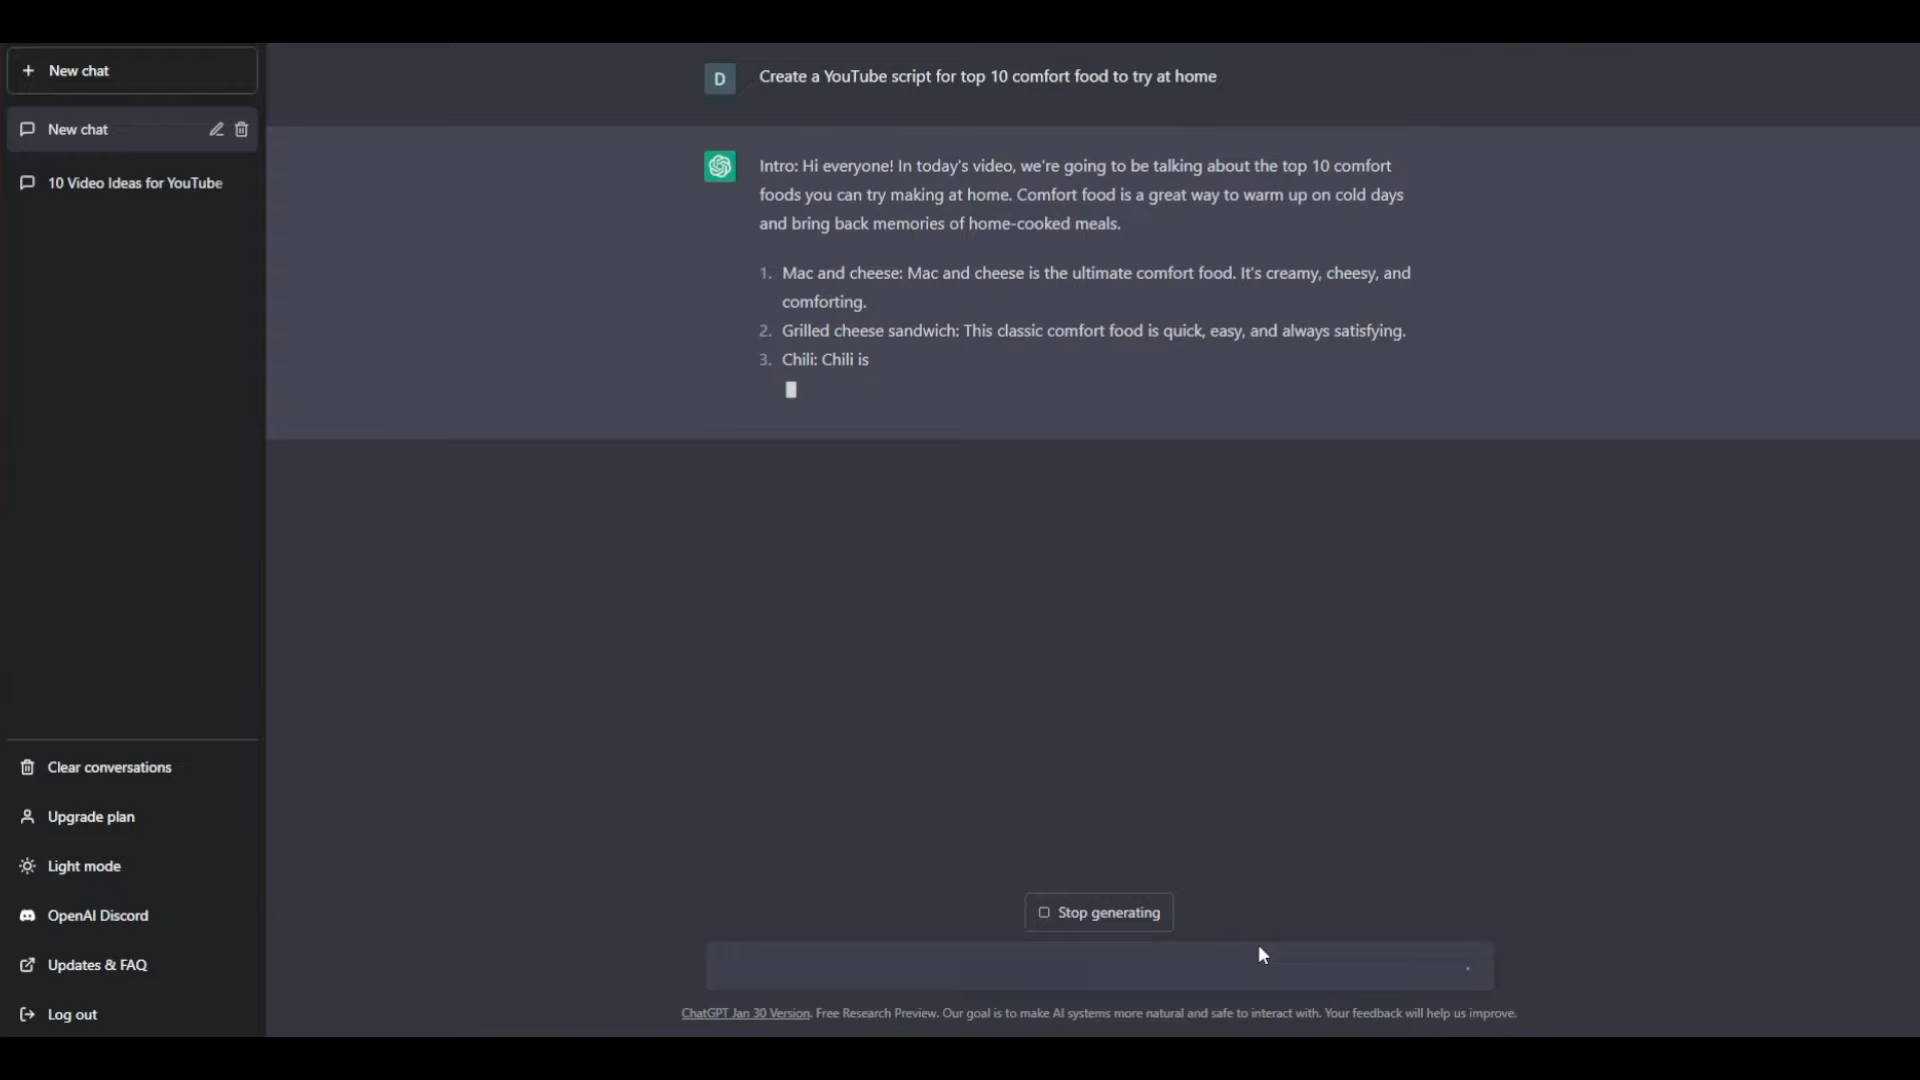 New chat
New chat
10 Video Ideas for YouTube
Clear conversations
Upgrade plan
Light mode
OpenAI Discord
Updates & FAQ
Log out
D
Create a YouTube script for top 10 comfort food to try at home
Intro: Hi everyone! In today's video, we're going to be talking about the top 10 comfort
foods you can try making at home. Comfort food is a great way to warm up on cold days
and bring back memories of home-cooked meals.
1. Mac and cheese: Mac and cheese is the ultimate comfort food. It's creamy, cheesy, and
comforting.
2. Grilled cheese sandwich: This classic comfort food is quick, easy, and always satisfying.
3. Chili: Chili is
Stop generating
ChatGPT Jan 30 Version. Free Research Preview. Our goal is to make AI systems more natural and safe to interact with. Your feedback will help us improve.